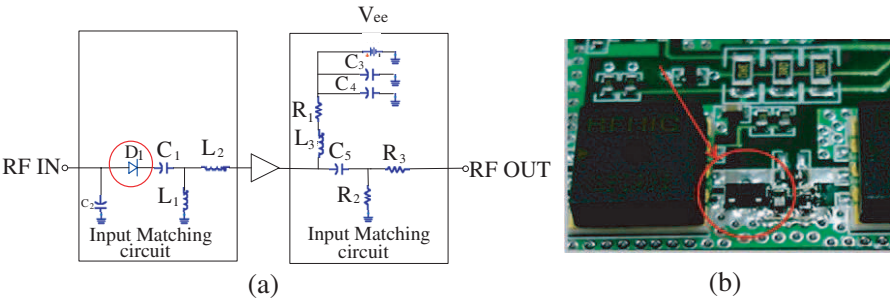 Vee
C3
C4
R1
L3
RF IN
D1
C1
L2
C5
R3
RF OUT
C2
L1
R2
Input Matching
circuit
Input Matching
circuit
(a)
(b)